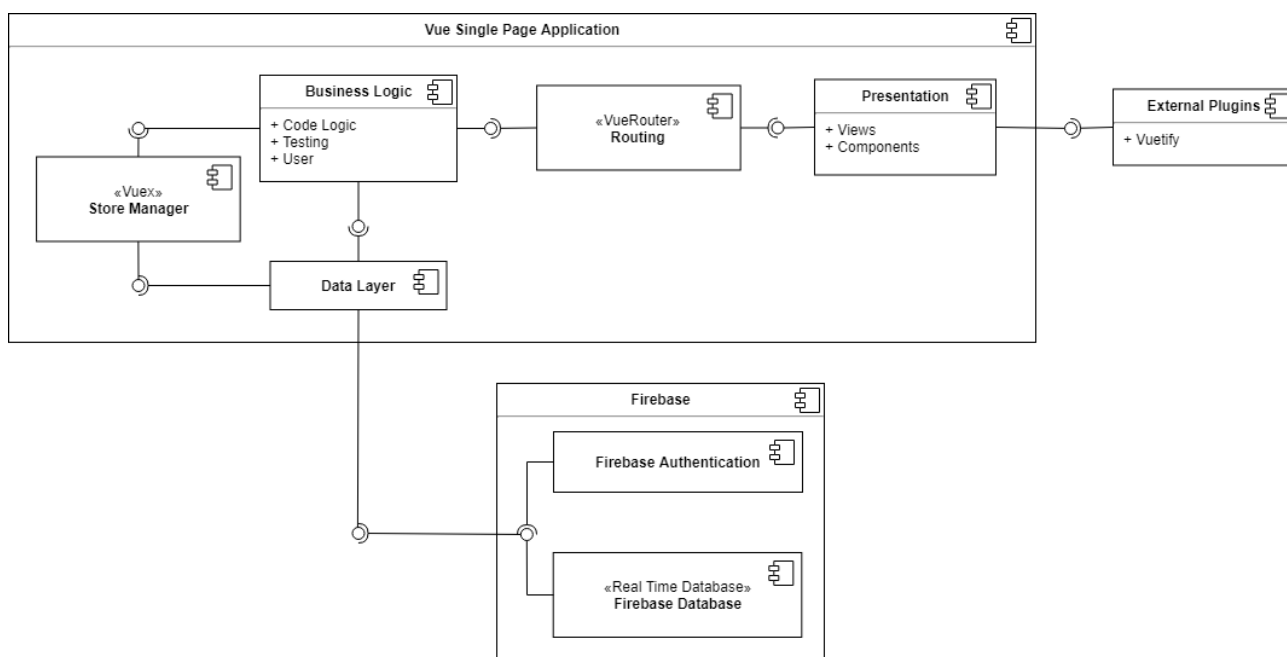 Vue Single Page Application
Business Logic
+ Code Logic
+ Testing
+ User
«VueRouter»
Routing
Presentation
+ Views
+ Components
External Plugins
+ Vuetify
«Vuex»
Store Manager
Data Layer
Firebase
Firebase Authentication
«Real Time Database»
Firebase Database